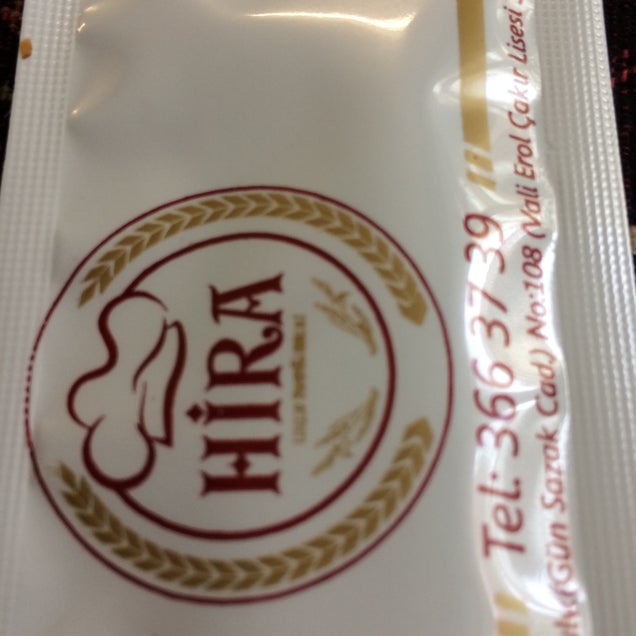 HİRA
Tel: 366 37 39
Gün Sazak Cad) No:108 (Vali Erol Çakır Lisesi